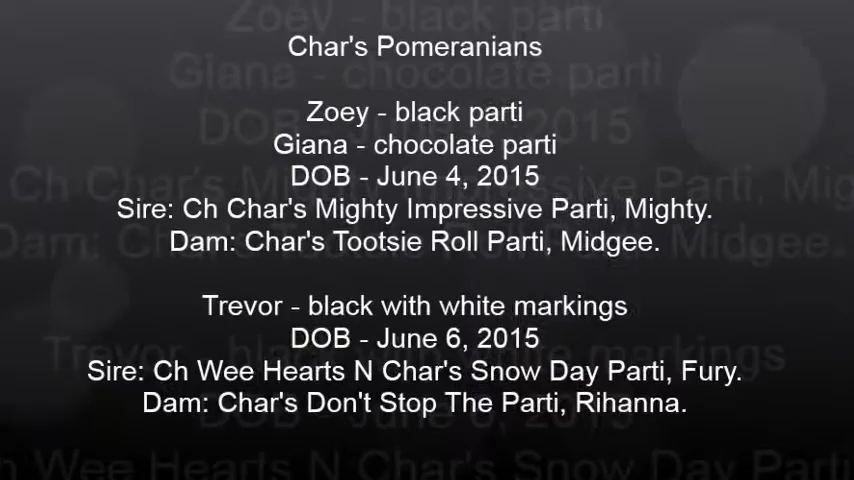 Char's Pomeranians
Zoey - black parti
Giana - chocolate parti
DOB - June 4, 2015
Sire: Ch Char's Mighty Impressive Parti, Mighty.
Dam: Char's Tootsie Roll Parti, Midgee.
Trevor - black with white markings
DOB - June 6, 2015
Sire: Ch Wee Hearts N Char's Snow Day Parti, Fury.
Dam: Char's Don't Stop The Parti, Rihanna.